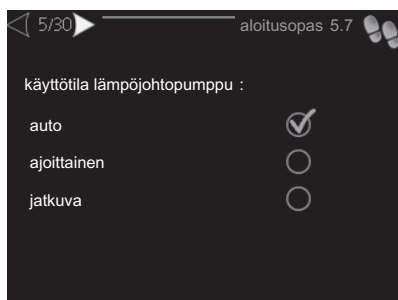 5/30 aloitusopas 5.7
käyttötila lämpöjohtopumppu :
auto
ajoittainen
jatkuva